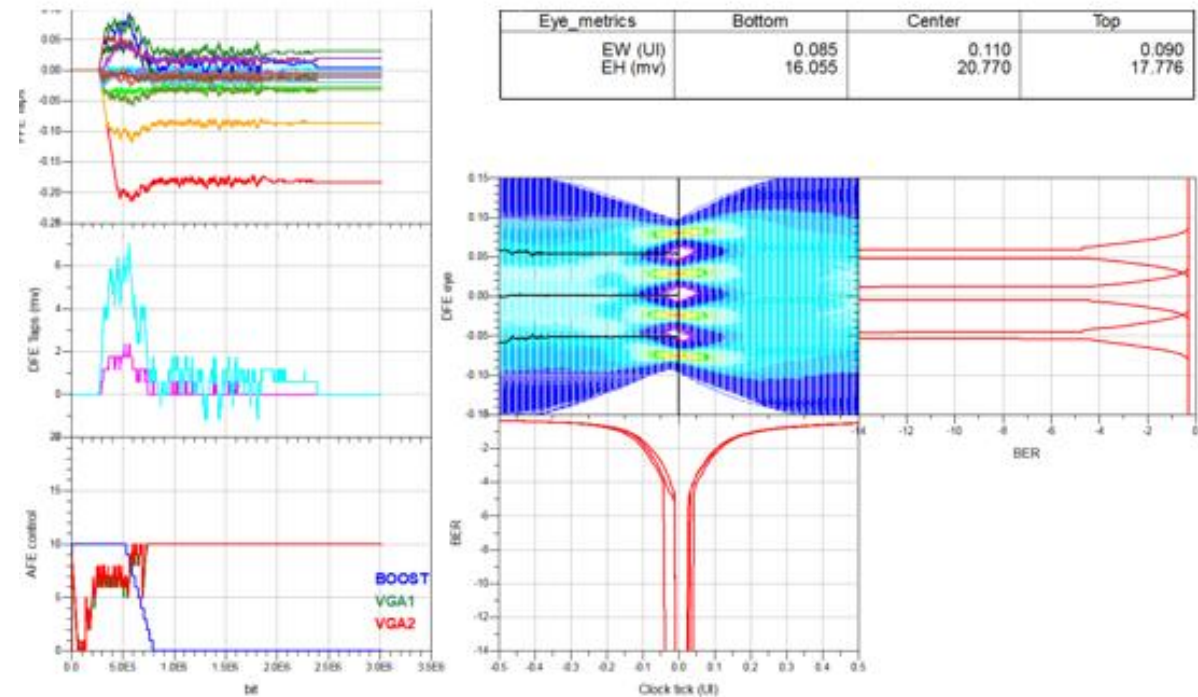 Eye_metrics Bottom Center Top
EW (UI) 0.085 0.110 0.090
EH (mv) 16.055 20.770 17.776
0.05
0.00
-0.05
-0.10
-0.15
-0.20
6
4
2
0
DFE Taps (mv)
10
5
0
AFE control
BOOST
VGA1
VGA2
0.0 5.0E5 1.0E6 1.5E6 2.0E6 2.5E6 3.0E6 3.5E6
bit
0.15
0.10
0.05
0.00
-0.05
-0.10
-0.15
DFE eye
-12 -10 -8 -6 -4 -2 0
BER
-2
-4
-6
-8
-10
-12
-14
BER
-0.5 -0.4 -0.3 -0.2 -0.1 0.0 0.1 0.2 0.3 0.4 0.5
Clock tick (UI)